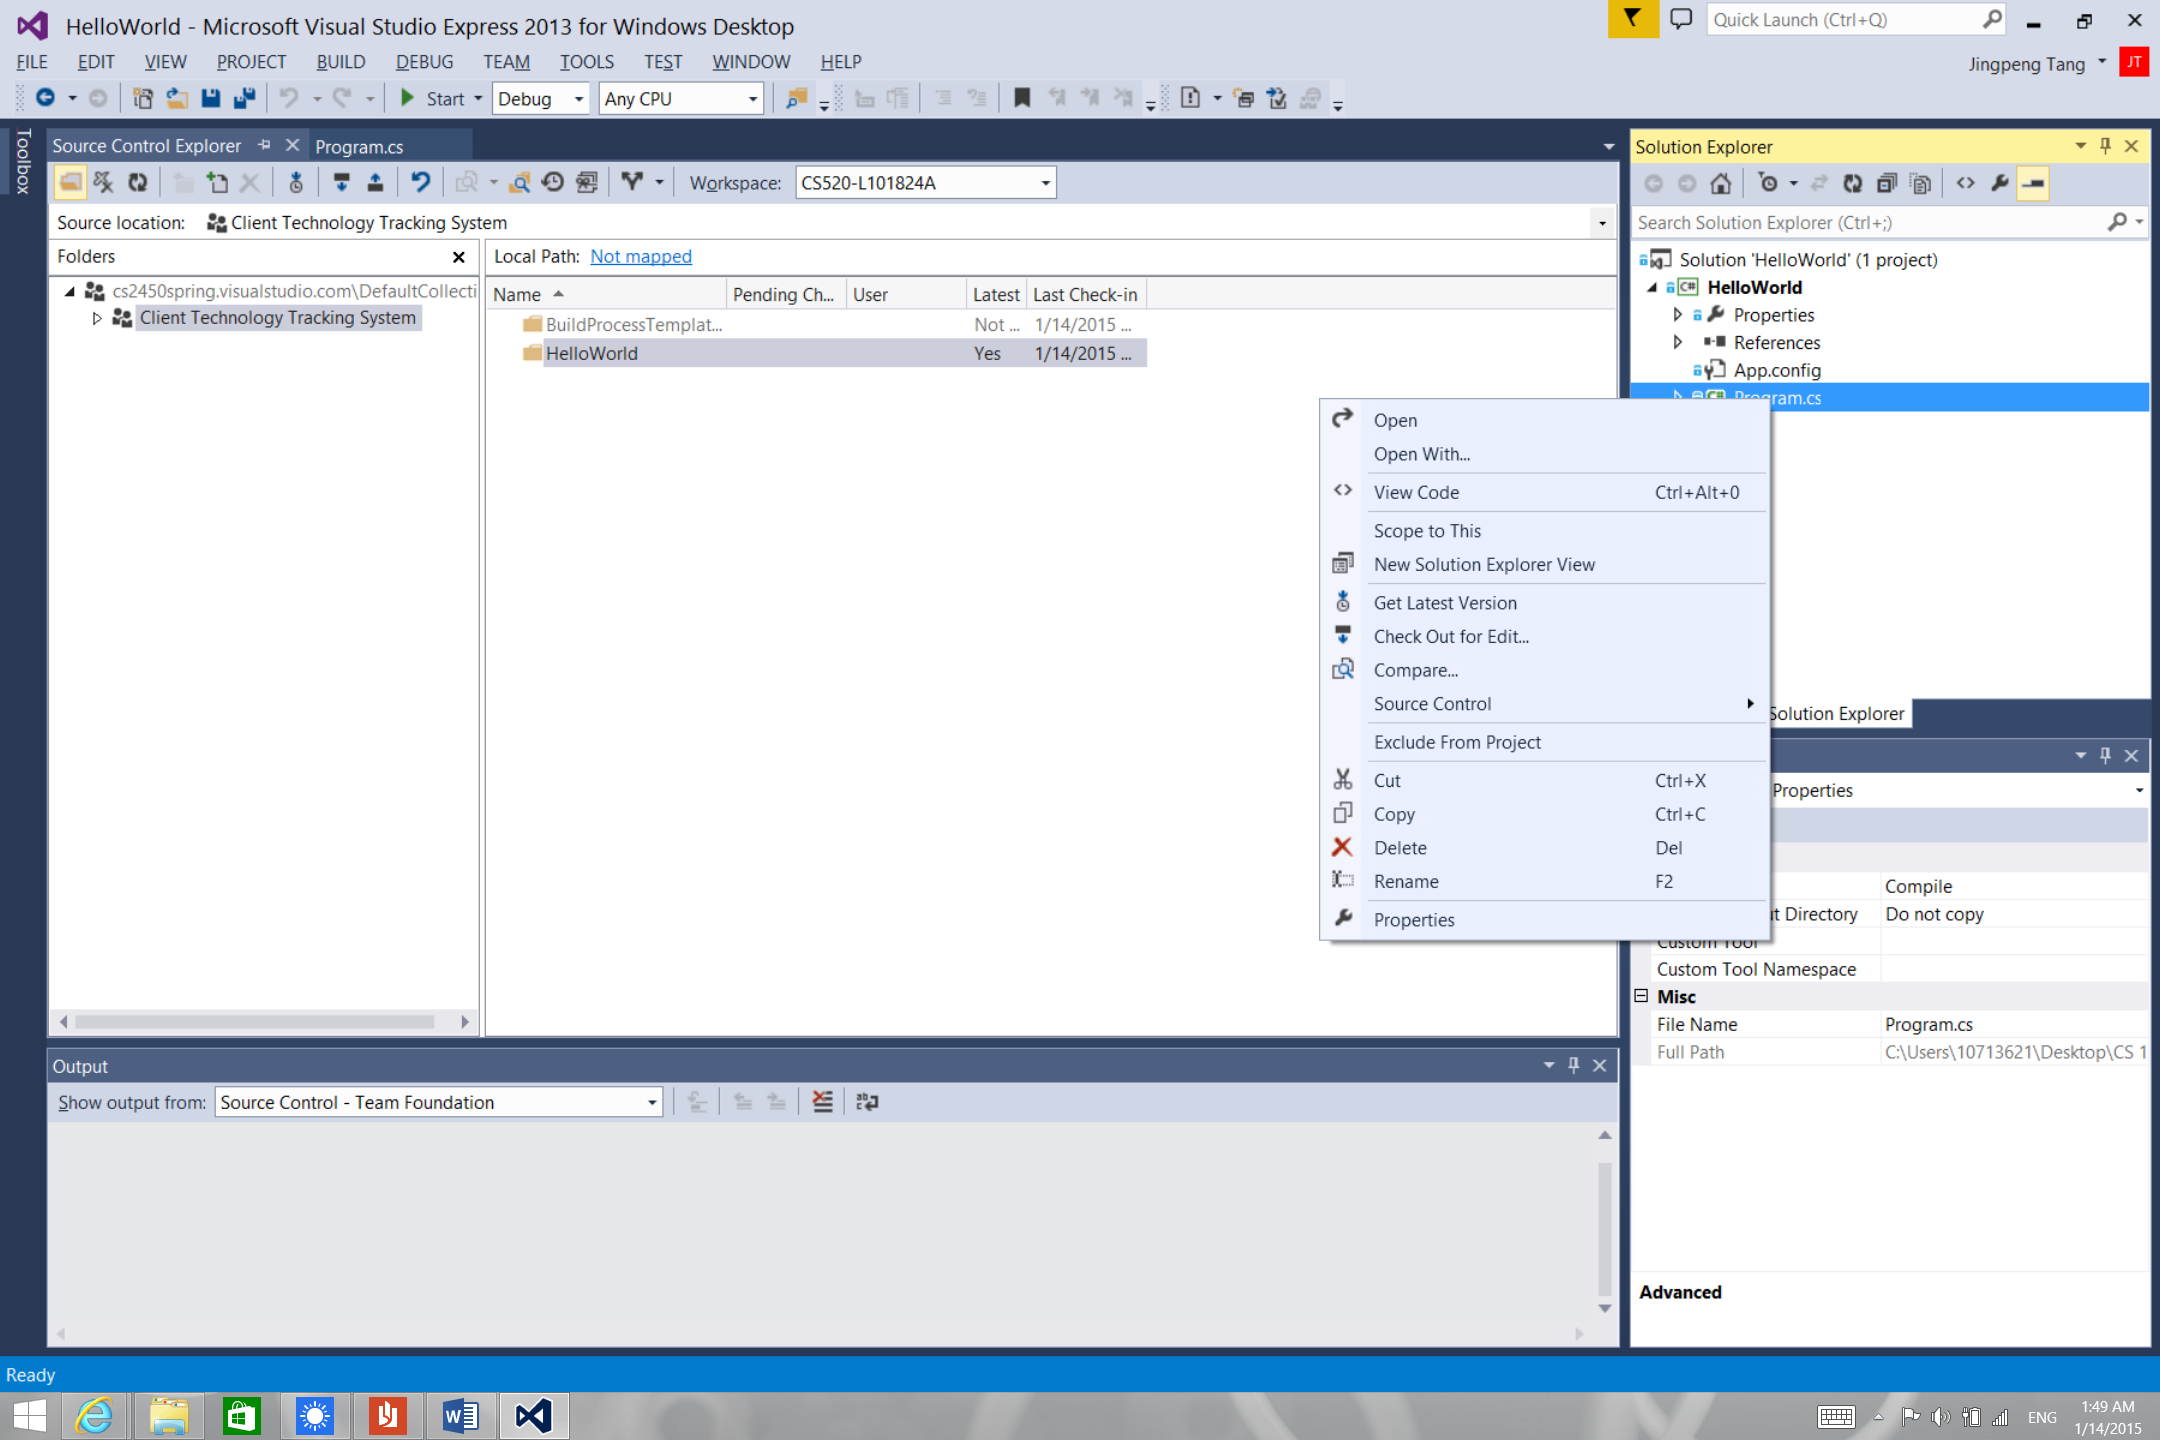 HelloWorld - Microsoft Visual Studio Express 2013 for Windows Desktop
Quick Launch (Ctrl+Q)
FILE EDIT VIEW PROJECT BUILD DEBUG TEAM TOOLS TEST WINDOW HELP
Jingpeng Tang JT
Start Debug Any CPU
Toolbox
Source Control Explorer Program.cs
Workspace: CS520-L101824A
Source location: Client Technology Tracking System
Folders
cs2450spring.visualstudio.com\DefaultCollecti
Client Technology Tracking System
Local Path: Not mapped
Name Pending Ch... User Latest Last Check-in
BuildProcessTemplat... Not ... 1/14/2015 ...
HelloWorld Yes 1/14/2015 ...
Solution Explorer
Search Solution Explorer (Ctrl+;)
Solution 'HelloWorld' (1 project)
C# HelloWorld
Properties
References
App.config
Program.cs
Open
Open With...
View Code Ctrl+Alt+0
Scope to This
New Solution Explorer View
Get Latest Version
Check Out for Edit...
Compare...
Source Control
Exclude From Project
Cut Ctrl+X
Copy Ctrl+C
Delete Del
Rename F2
Properties
Solution Explorer
Properties
Compile
t Directory Do not copy
Custom Tool
Custom Tool Namespace
Misc
File Name Program.cs
Full Path C:\Users\10713621\Desktop\CS 1
Advanced
Output
Show output from: Source Control - Team Foundation
Ready
ENG
1:49 AM
1/14/2015